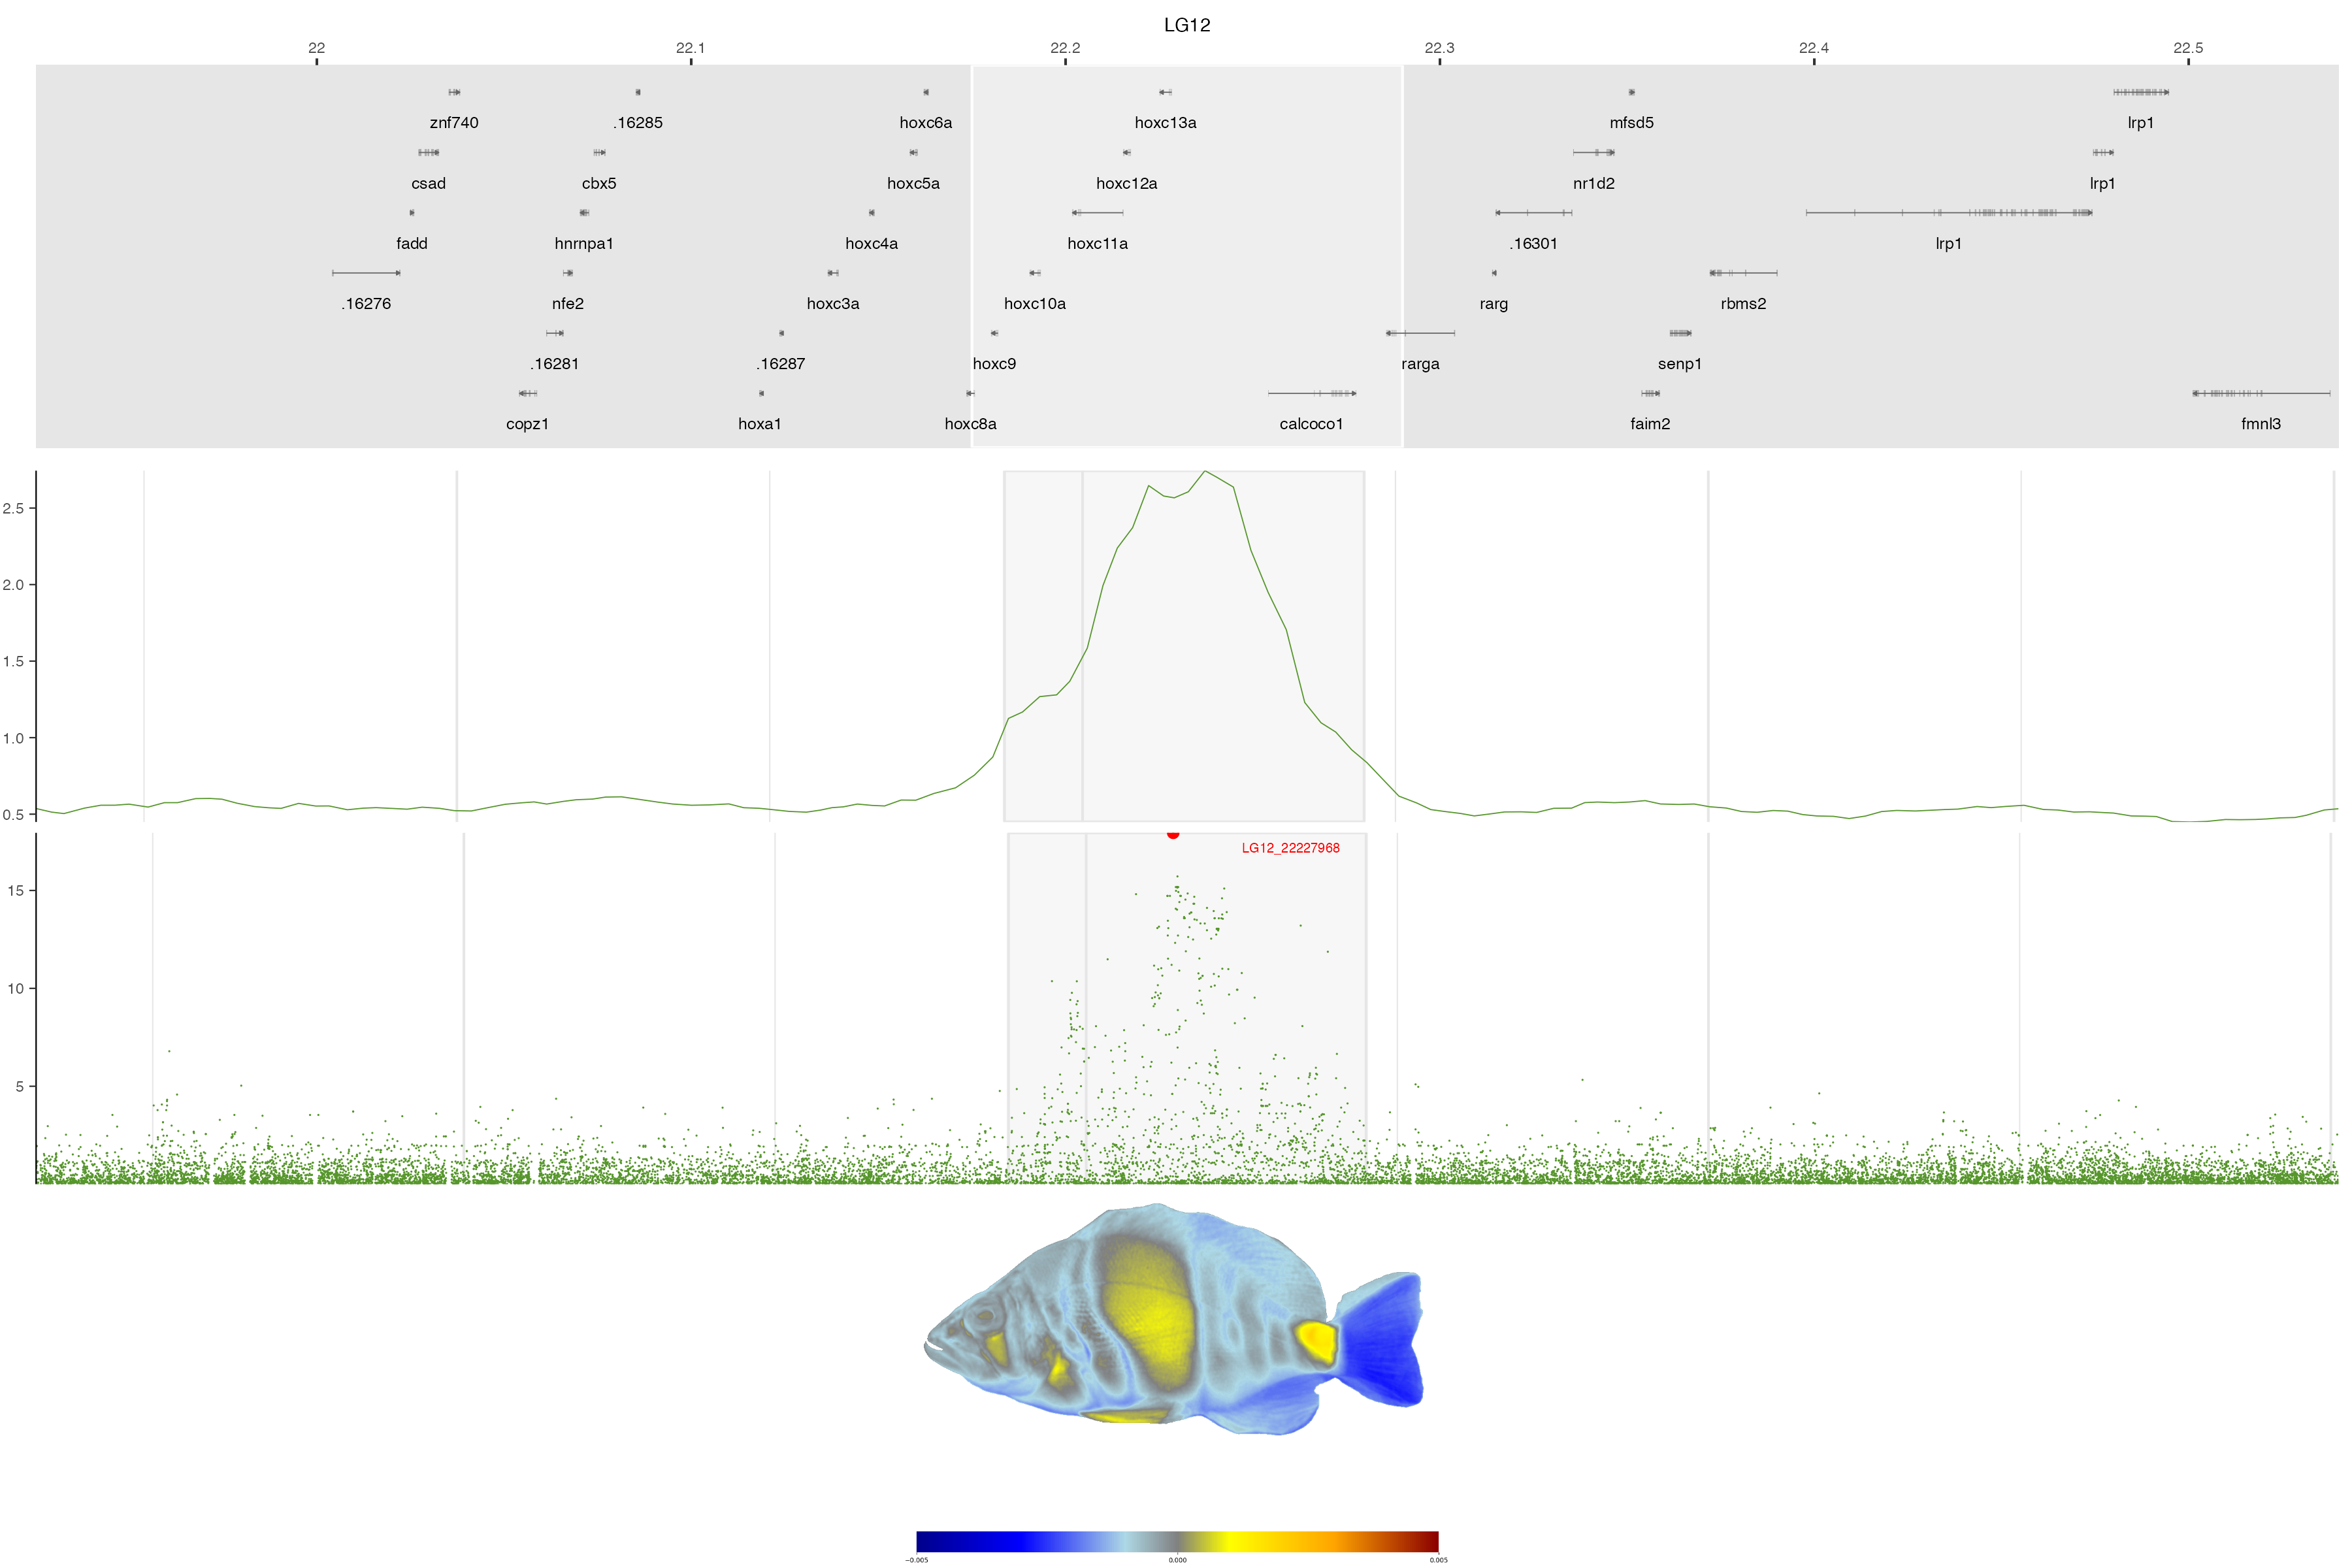 LG12
22 22.1 22.2 22.3 22.4 22.5
znf740 .16285 hoxc6a hoxc13a mfsd5 lrp1
csad cbx5 hoxc5a hoxc12a nr1d2 lrp1
fadd hnrnpa1 hoxc4a hoxc11a .16301 lrp1
.16276 nfe2 hoxc3a hoxc10a rarg rbms2
.16281 .16287 hoxc9 rarga senp1
copz1 hoxa1 hoxc8a calcoco1 faim2 fmnl3
2.5
2.0
1.5
1.0
0.5
LG12_22227968
15
10
5
−0.005 0.000 0.005